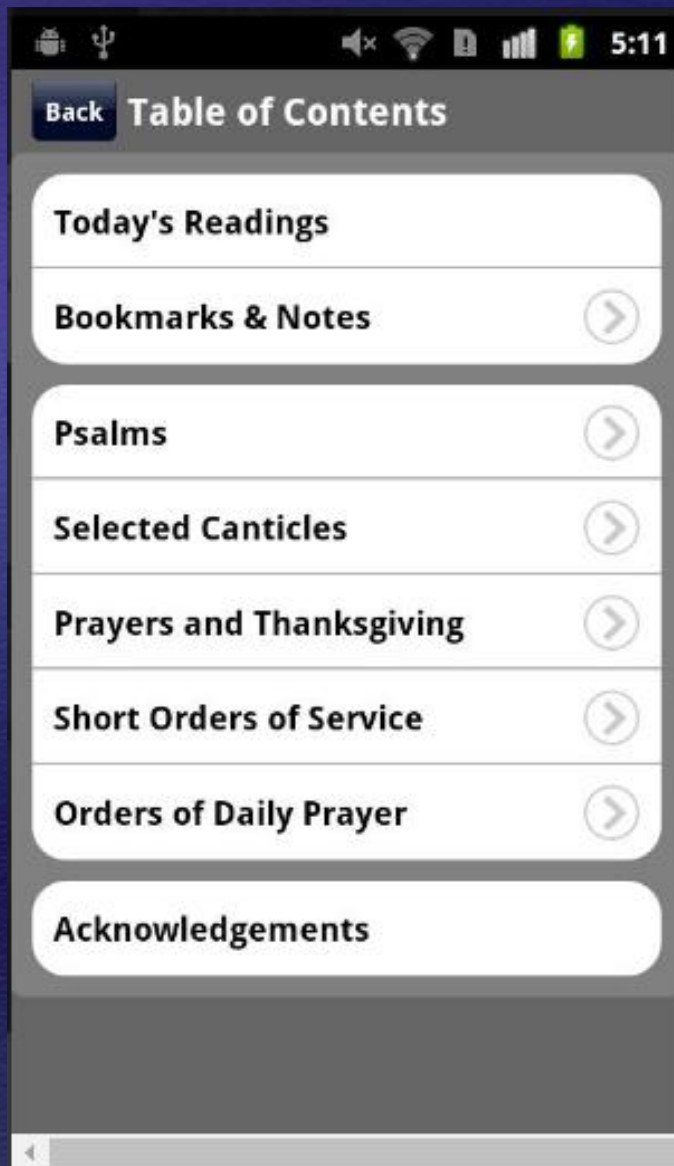 5:11
Back Table of Contents
Today's Readings
Bookmarks & Notes
Psalms
Selected Canticles
Prayers and Thanksgiving
Short Orders of Service
Orders of Daily Prayer
Acknowledgements